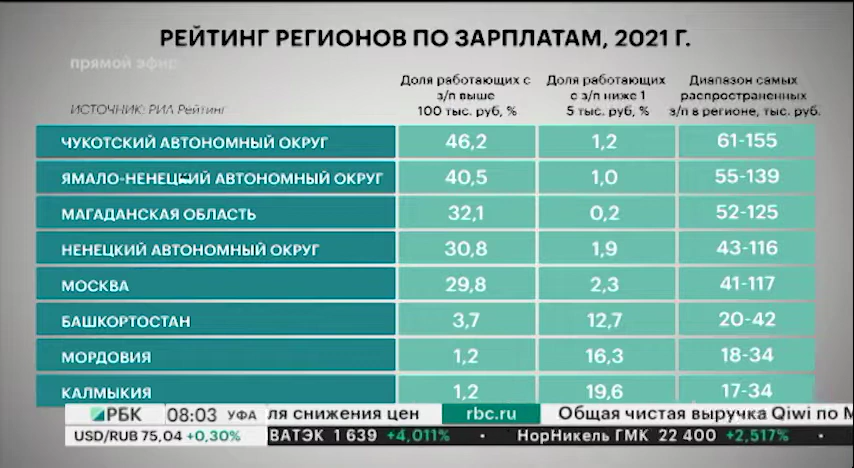 РЕЙТИНГ РЕГИОНОВ ПО ЗАРПЛАТАМ, 2021 Г.
прямой эфир
ИСТОЧНИК: РИА Рейтинг
Доля работающих с
з/п выше
100 тыс. руб, %
Доля работающих
с з/п ниже 1
5 тыс. руб, %
Диапазон самых
распространенных
з/п в регионе, тыс. руб.
ЧУКОТСКИЙ АВТОНОМНЫЙ ОКРУГ 46,2 1,2 61-155
ЯМАЛО-НЕНЕЦКИЙ АВТОНОМНЫЙ ОКРУГ 40,5 1,0 55-139
МАГАДАНСКАЯ ОБЛАСТЬ 32,1 0,2 52-125
НЕНЕЦКИЙ АВТОНОМНЫЙ ОКРУГ 30,8 1,9 43-116
МОСКВА 29,8 2,3 41-117
БАШКОРТОСТАН 3,7 12,7 20-42
МОРДОВИЯ 1,2 16,3 18-34
КАЛМЫКИЯ 1,2 19,6 17-34
РБК 08:03 УФА ля снижения цен rbc.ru Общая чистая выручка Qiwi по М
USD/RUB 75,04 +0,30% ВАТЭК 1 639 +4,011% • НорНикель ГМК 22 400 +2,517% •